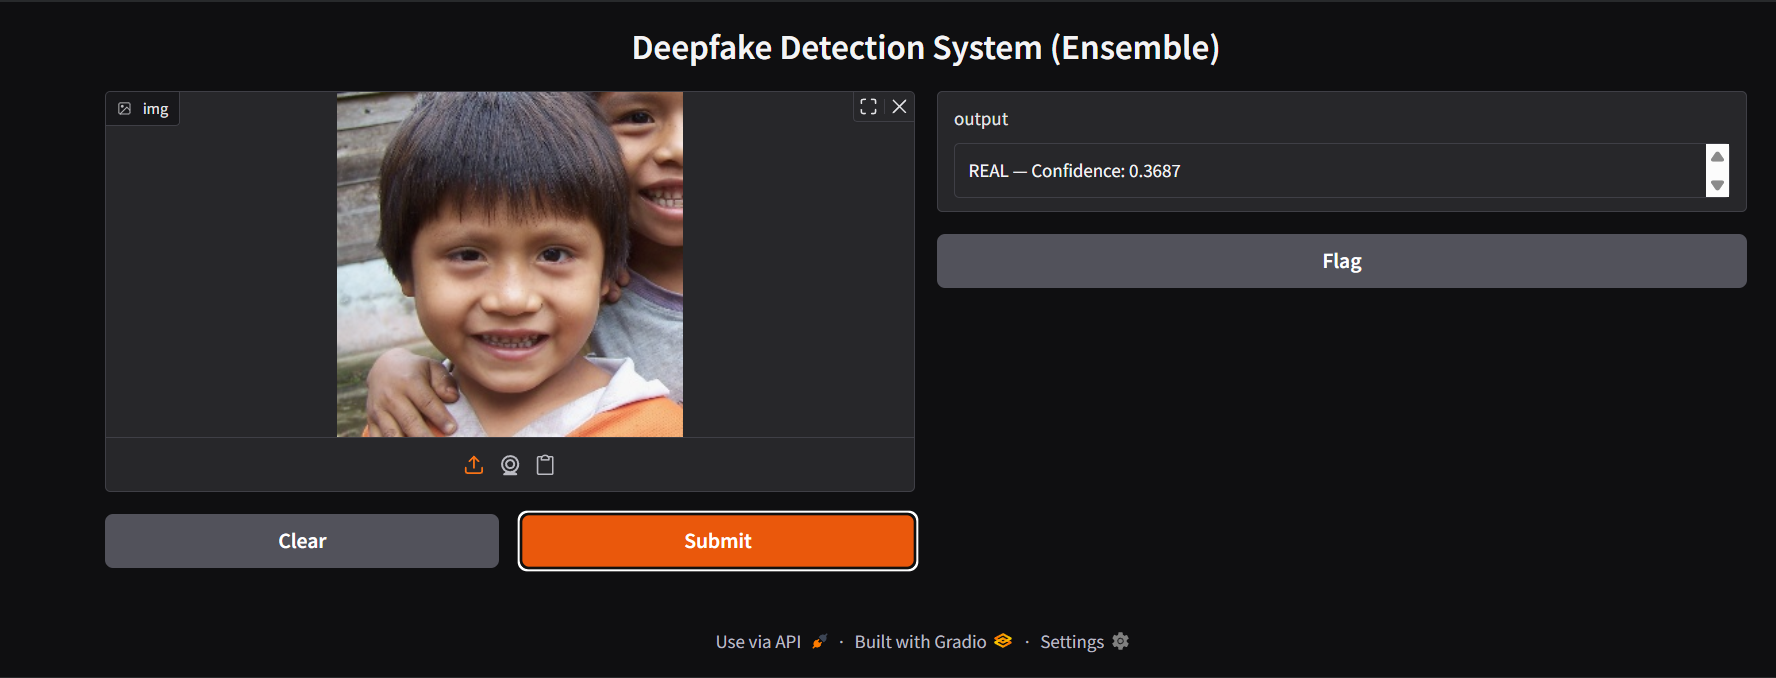 Deepfake Detection System (Ensemble)
img
output
REAL — Confidence: 0.3687
Flag
Clear
Submit
Use via API · Built with Gradio · Settings